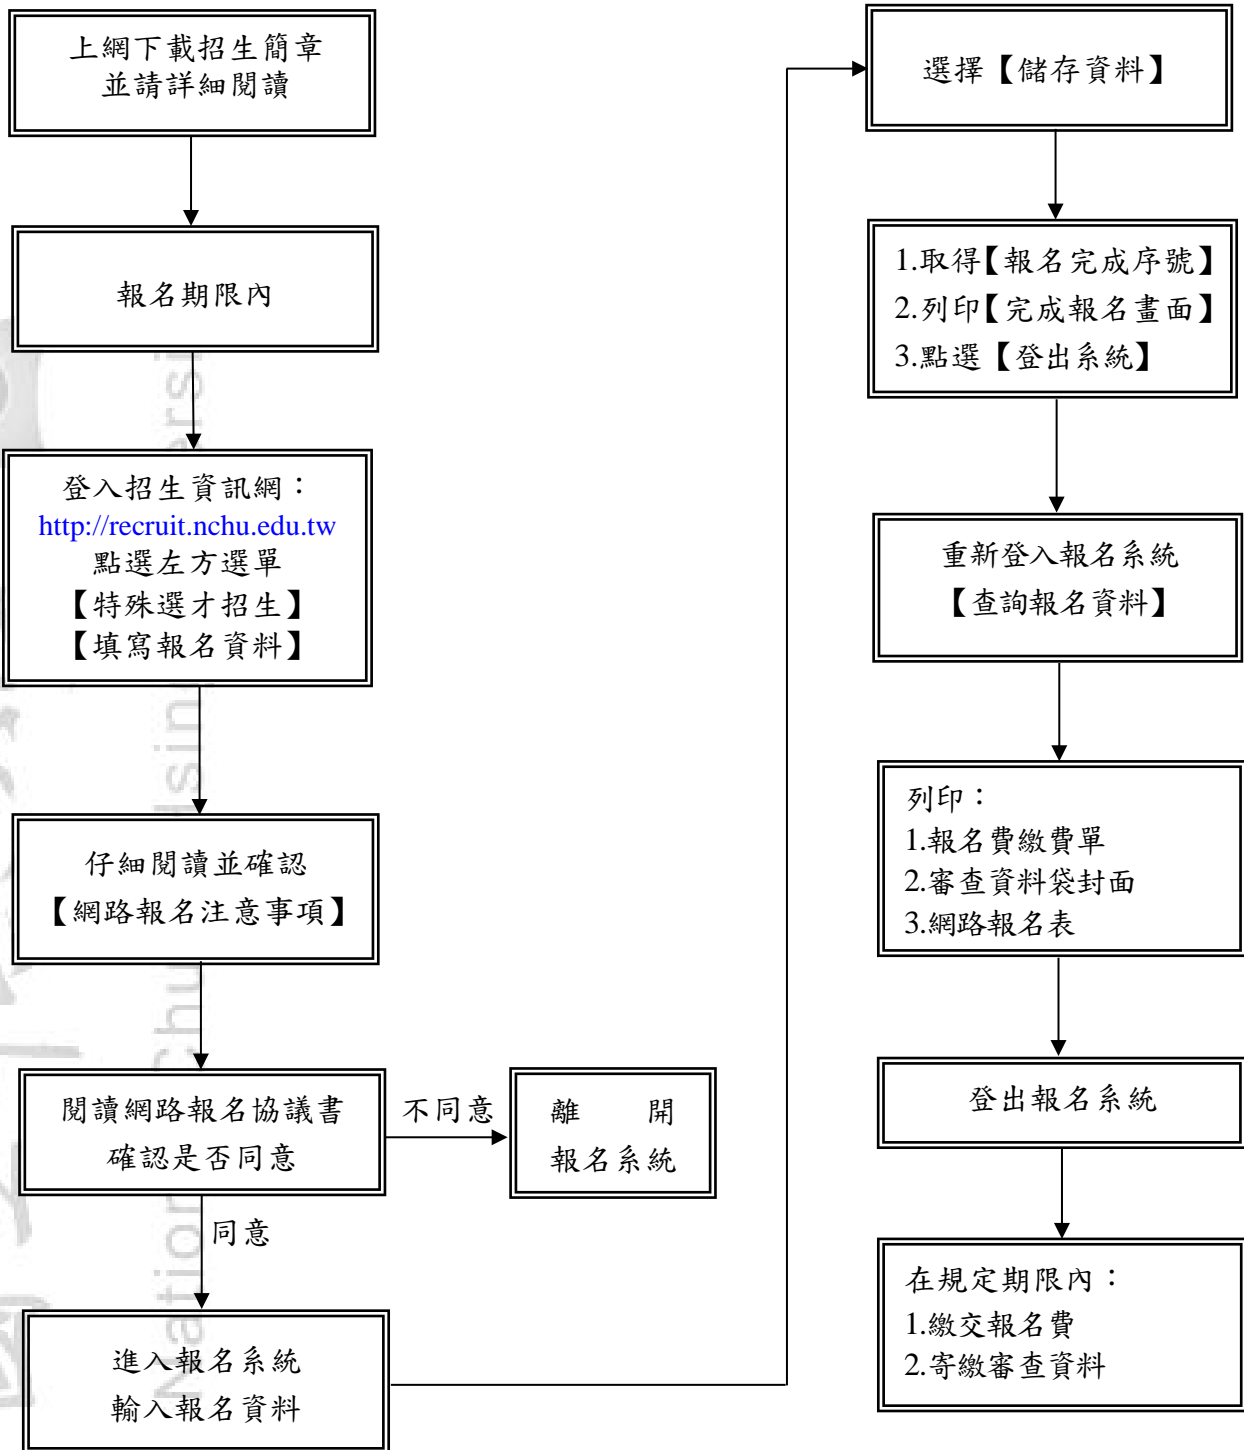 上網下載招生簡章
並請詳細閱讀
報名期限內
登入招生資訊網：
http://recruit.nchu.edu.tw
點選左方選單
【特殊選才招生】
【填寫報名資料】
仔細閱讀並確認
【網路報名注意事項】
閱讀網路報名協議書
確認是否同意
不同意
離　　開
報名系統
同意
進入報名系統
輸入報名資料
選擇【儲存資料】
1.取得【報名完成序號】
2.列印【完成報名畫面】
3.點選【登出系統】
重新登入報名系統
【查詢報名資料】
列印：
1.報名費繳費單
2.審查資料袋封面
3.網路報名表
登出報名系統
在規定期限內：
1.繳交報名費
2.寄繳審查資料